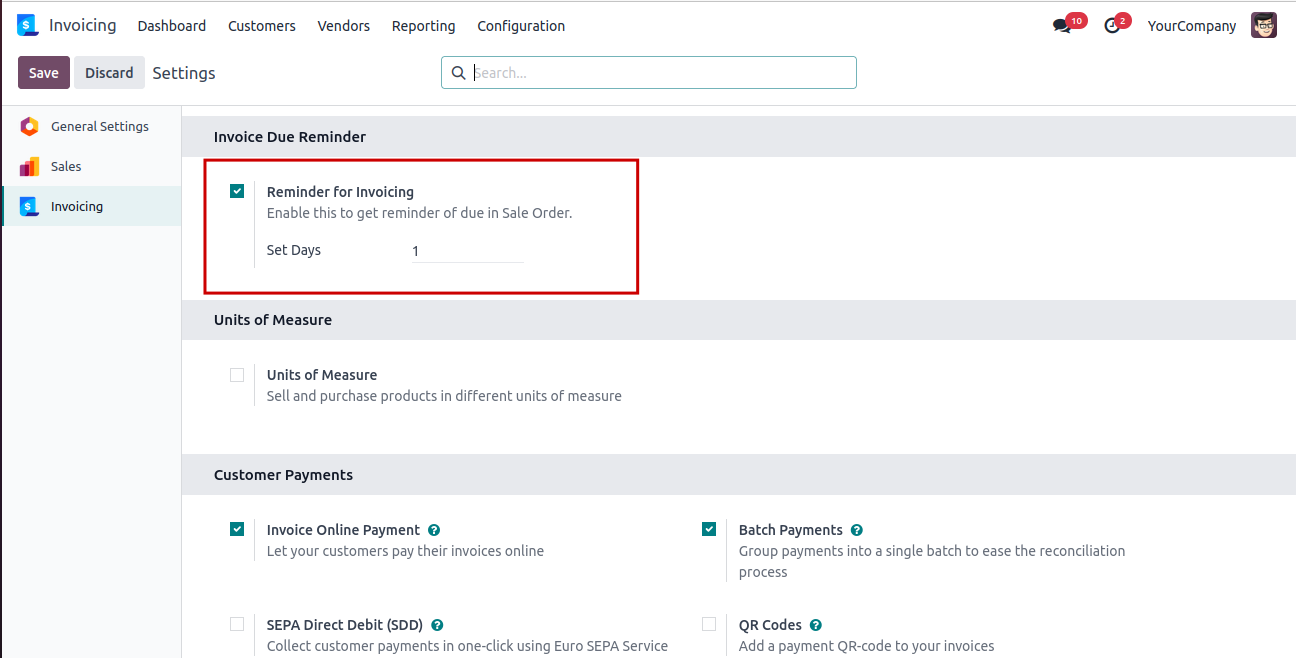 Invoicing Dashboard Customers Vendors Reporting Configuration 10 2 YourCompany
Save Discard Settings Search...
General Settings
Sales
Invoicing
Invoice Due Reminder
Reminder for Invoicing
Enable this to get reminder of due in Sale Order.
Set Days 1
Units of Measure
Units of Measure
Sell and purchase products in different units of measure
Customer Payments
Invoice Online Payment ?
Let your customers pay their invoices online
Batch Payments ?
Group payments into a single batch to ease the reconciliation
process
SEPA Direct Debit (SDD) ?
Collect customer payments in one-click using Euro SEPA Service
QR Codes ?
Add a payment QR-code to your invoices